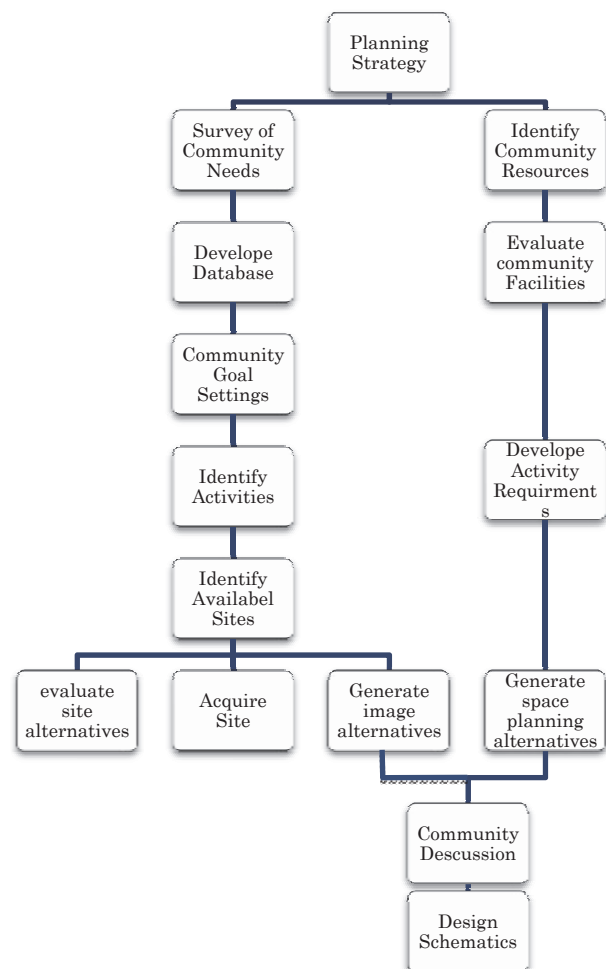 Planning
Strategy
Survey of
Community
Needs
Identify
Community
Resources
Develope
Database
Evaluate
community
Facilities
Community
Goal
Settings
Identify
Activities
Develope
Activity
Requirment
s
Identify
Availabel
Sites
evaluate
site
alternatives
Acquire
Site
Generate
image
alternatives
Generate
space
planning
alternatives
Community
Descussion
Design
Schematics